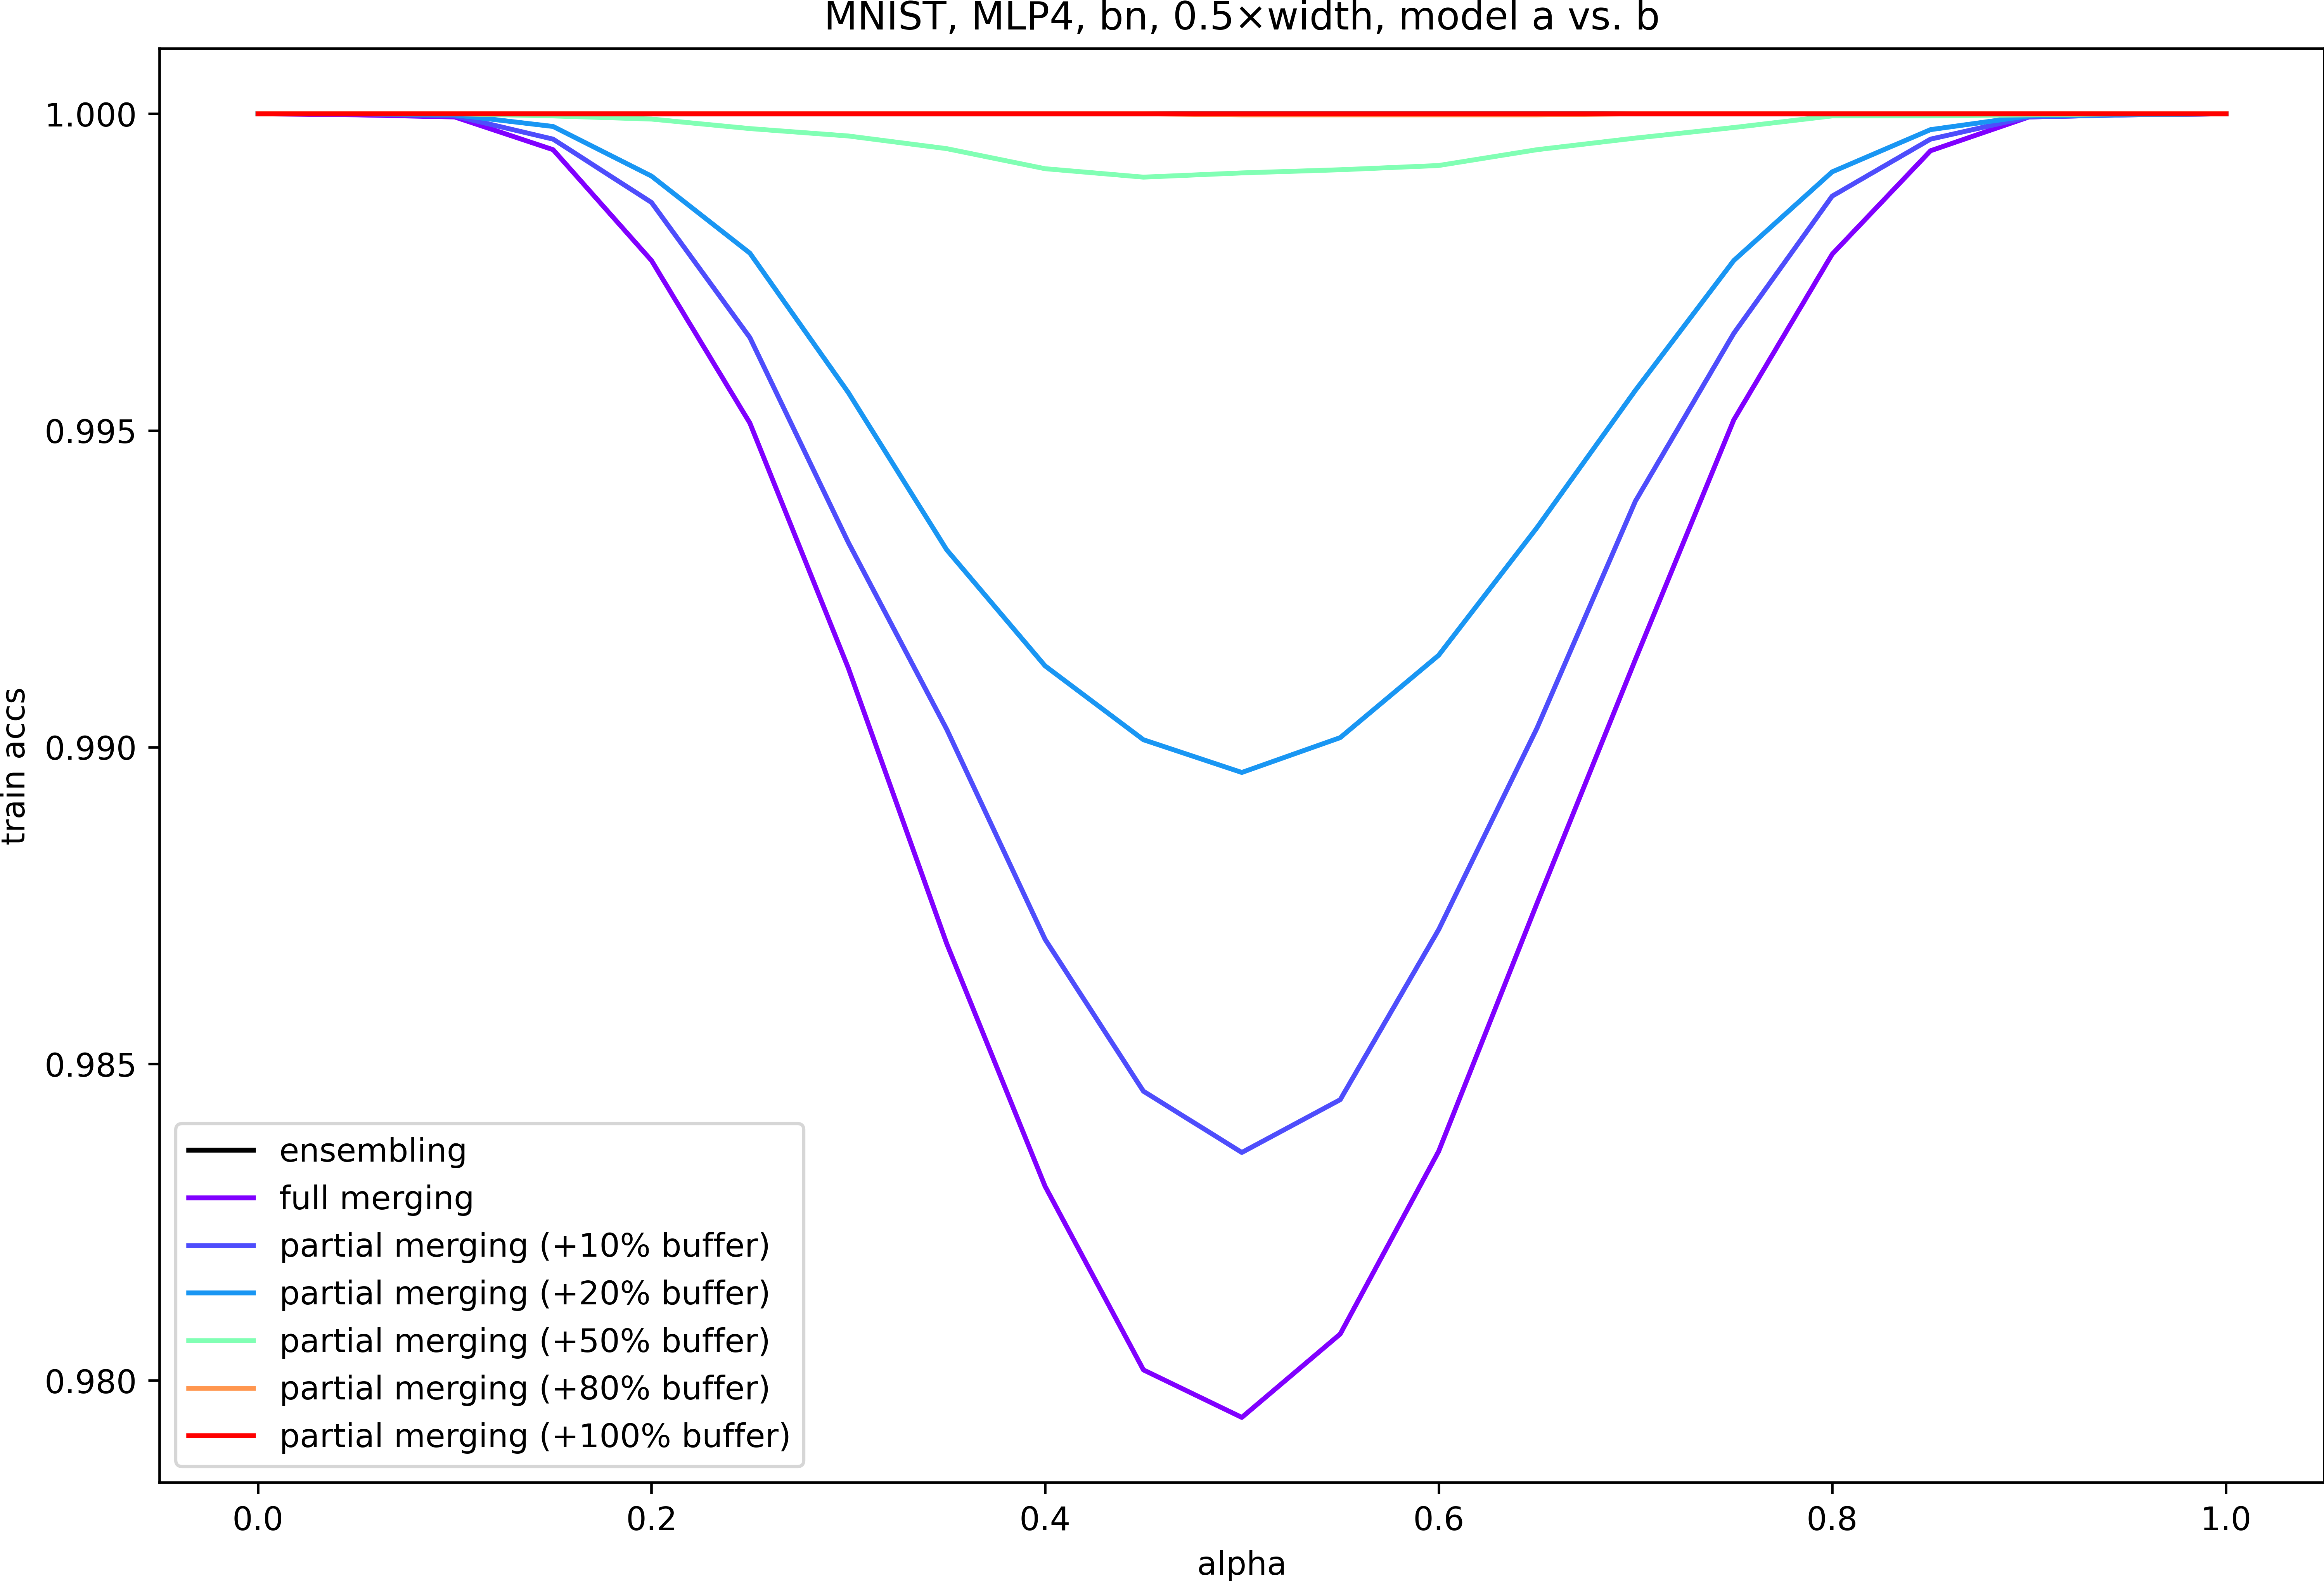 MNIST, MLP4, bn, 0.5×width, model a vs. b
1.000
0.995
0.990
0.985
0.980
train accs
ensembling
full merging
partial merging (+10% buffer)
partial merging (+20% buffer)
partial merging (+50% buffer)
partial merging (+80% buffer)
partial merging (+100% buffer)
0.0 0.2 0.4 0.6 0.8 1.0
alpha